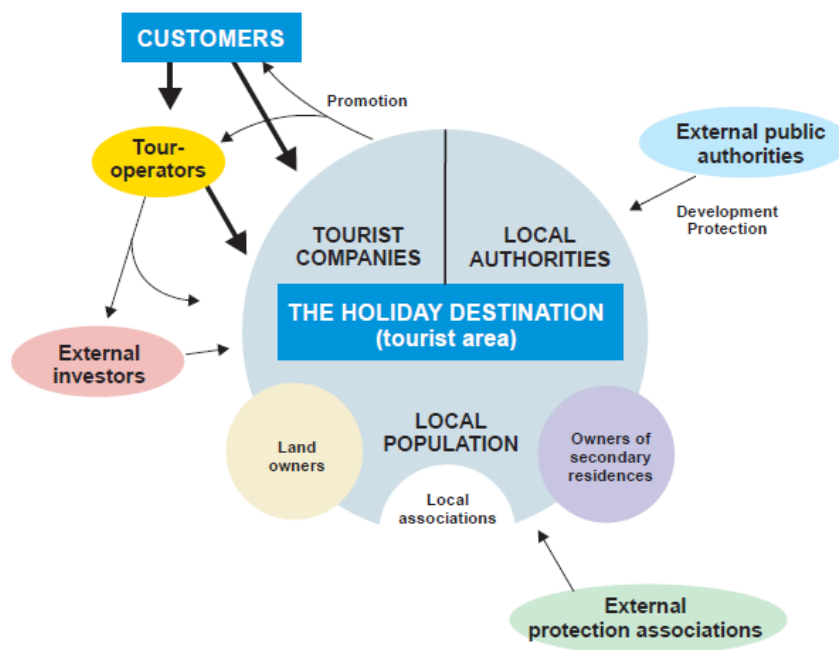 CUSTOMERS
Promotion
Tour-
operators
External public
authorities
Development
Protection
TOURIST
COMPANIES
LOCAL
AUTHORITIES
THE HOLIDAY DESTINATION
(tourist area)
External
investors
LOCAL
POPULATION
Land
owners
Owners of
secondary
residences
Local
associations
External
protection associations